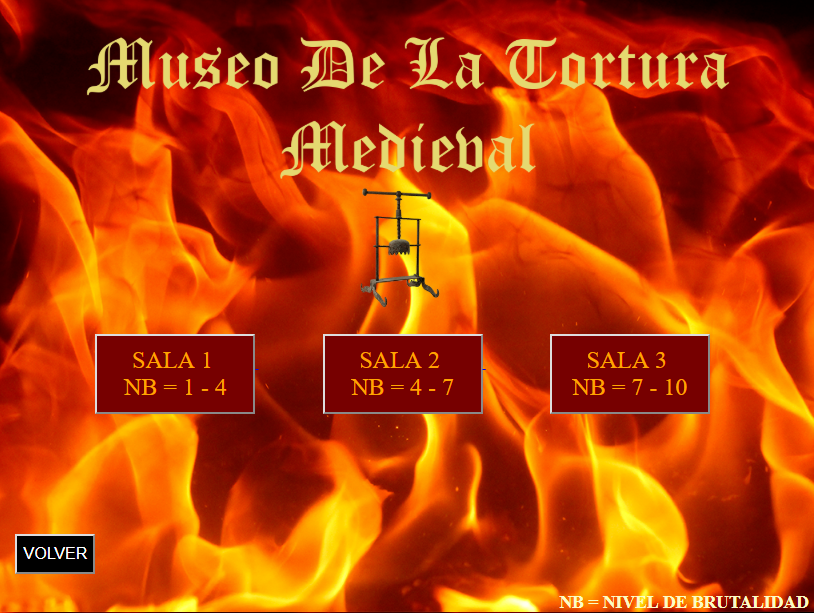 Museo De La Tortura
Medieval
SALA 1
NB = 1 - 4
SALA 2
NB = 4 - 7
SALA 3
NB = 7 - 10
VOLVER
NB = NIVEL DE BRUTALIDAD